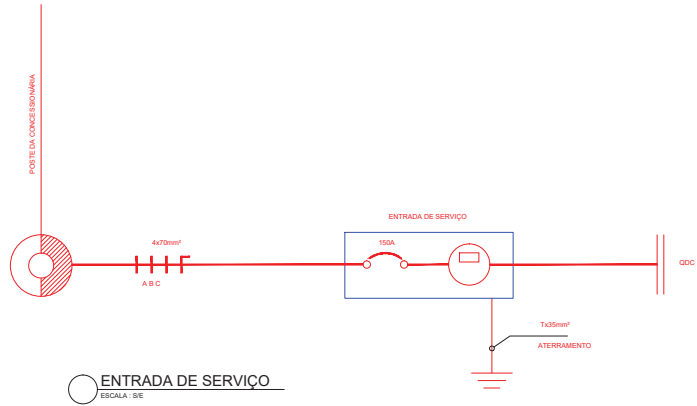 POSTE DA CONCESSIONÁRIA
ENTRADA DE SERVIÇO
4x70mm²
150A
A B C
QDC
Tx35mm²
ATERRAMENTO
ENTRADA DE SERVIÇO
ESCALA : S/E